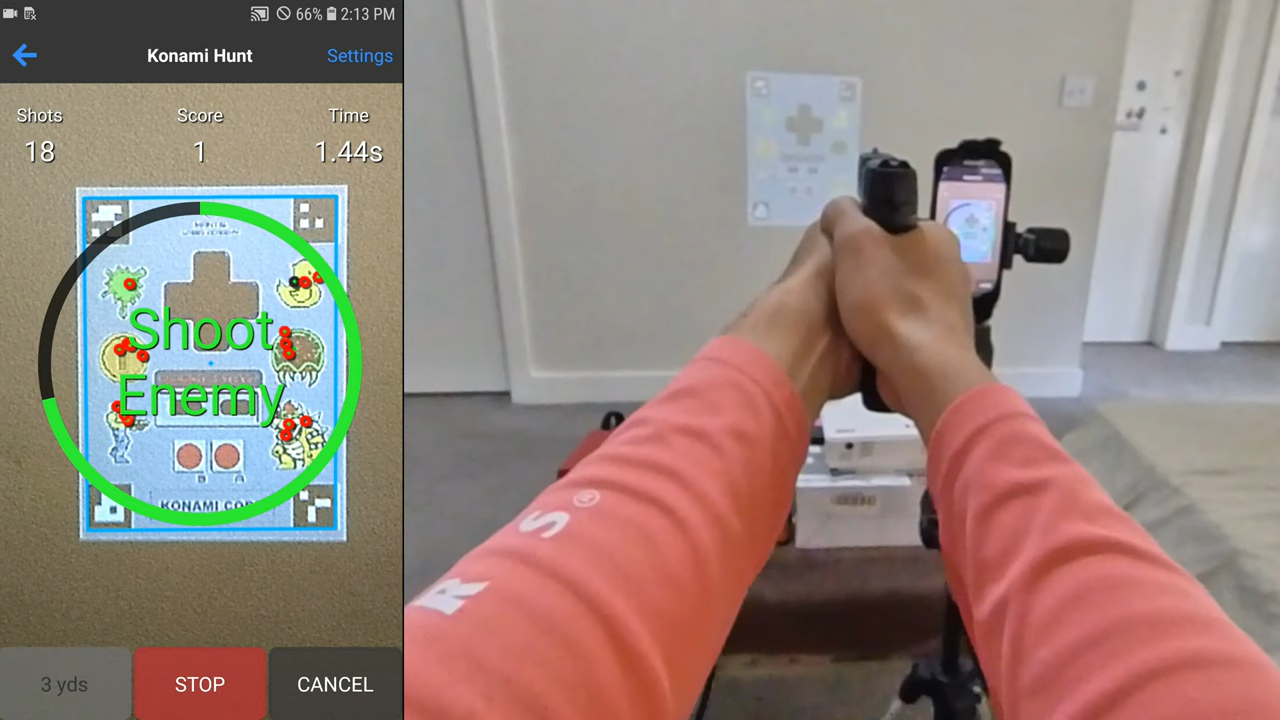 66% 2:13 PM
Konami Hunt Settings
Shots Score Time
18 1 1.44s
Shoot
Enemy
B A
KONAMI CO
3 yds STOP CANCEL
R S®